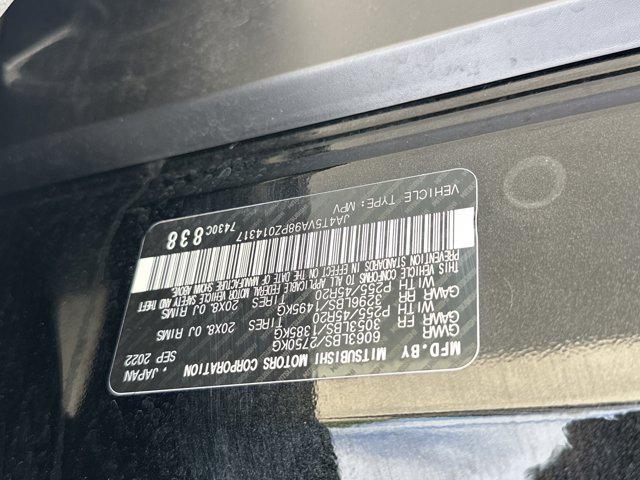 MFD.BY MITSUBISHI MOTORS CORPORATION .JAPAN
SEP 2022
GVWR 6063LBS/2750KG
GAWR FR 3053LBS/1385KG
WITH P255/45R20 TIRES 20X8.0J RIMS
GAWR RR 3296LBS/1495KG
WITH P255/45R20 TIRES 20X8.0J RIMS
THIS VEHICLE CONFORMS TO ALL APPLICABLE FEDERAL MOTOR VEHICLE SAFETY AND THEFT
PREVENTION STANDARDS IN EFFECT ON THE DATE OF MANUFACTURE SHOWN ABOVE.
JA4T5VA98PZ014317 7430C 838
VEHICLE TYPE: MPV